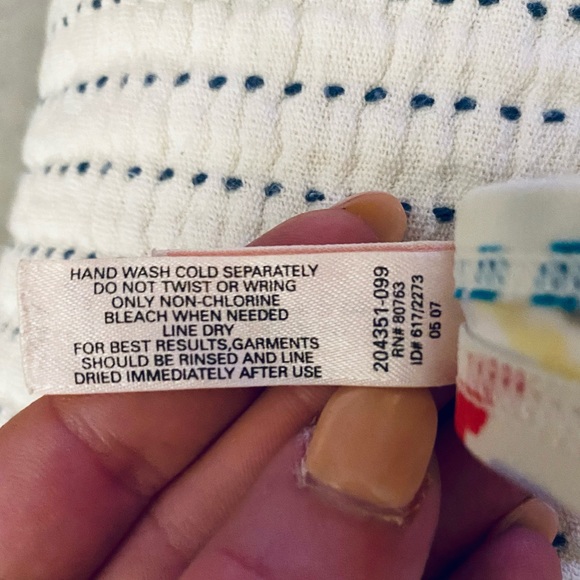 HAND WASH COLD SEPARATELY
DO NOT TWIST OR WRING
ONLY NON-CHLORINE
BLEACH WHEN NEEDED
LINE DRY
FOR BEST RESULTS,GARMENTS
SHOULD BE RINSED AND LINE
DRIED IMMEDIATELY AFTER USE
204351-099
RN# 80763
ID# 617/2273
05 07